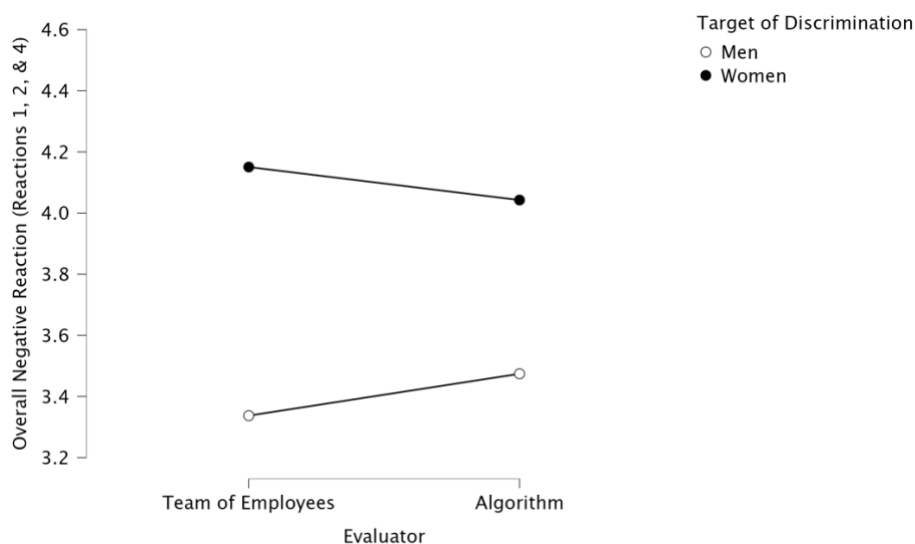 Target of Discrimination
Men
Women
Overall Negative Reaction (Reactions 1, 2, & 4)
4.6
4.4
4.2
4.0
3.8
3.6
3.4
3.2
Team of Employees
Algorithm
Evaluator